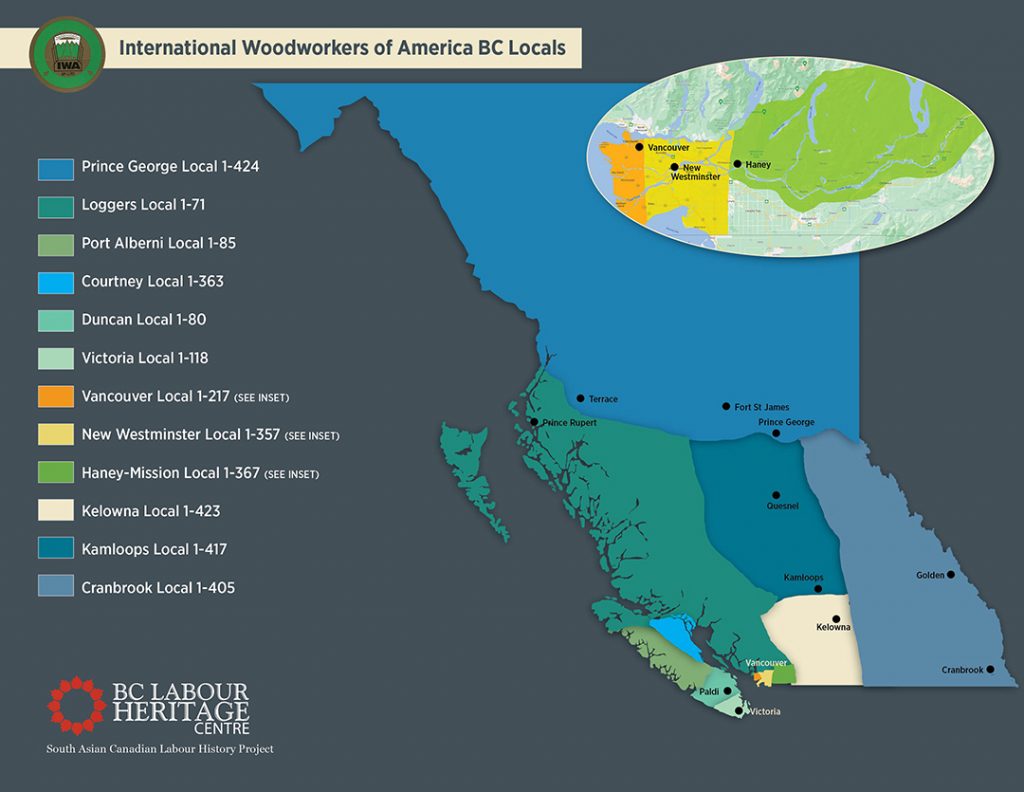 International Woodworkers of America BC Locals
IWA
Prince George Local 1-424
Loggers Local 1-71
Port Alberni Local 1-85
Courtney Local 1-363
Duncan Local 1-80
Victoria Local 1-118
Vancouver Local 1-217 (SEE INSET)
New Westminster Local 1-357 (SEE INSET)
Haney-Mission Local 1-367 (SEE INSET)
Kelowna Local 1-423
Kamloops Local 1-417
Cranbrook Local 1-405
Vancouver
New
Westminster
Haney
Terrace
Fort St James
Prince Rupert
Prince George
Quesnel
Kamloops
Golden
Kelowna
Vancouver
Cranbrook
Paldi
Victoria
BC LABOUR
HERITAGE
CENTRE
South Asian Canadian Labour History Project